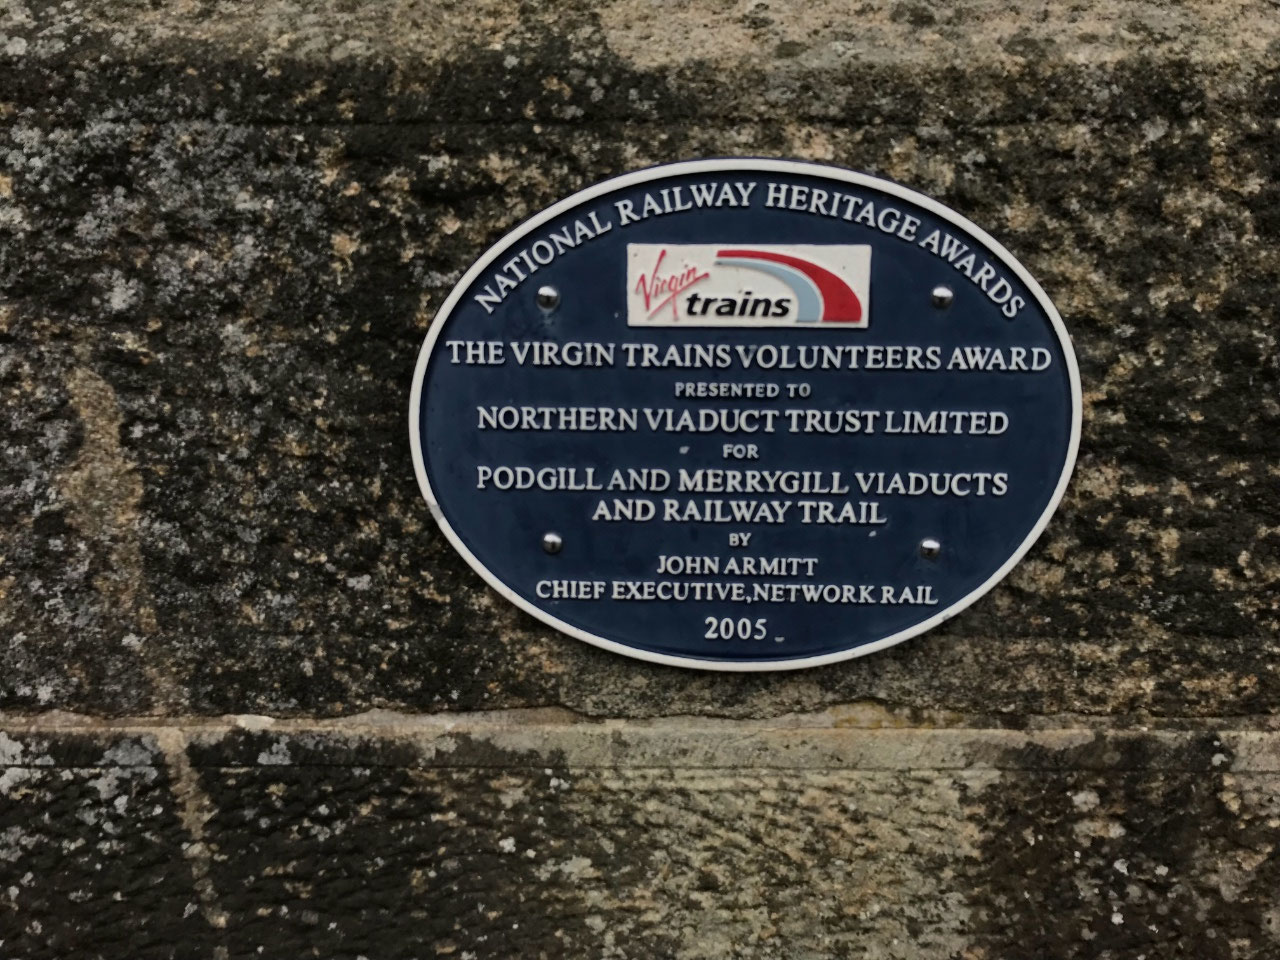 NATIONAL RAILWAY HERITAGE AWARDS
Virgin
trains
THE VIRGIN TRAINS VOLUNTEERS AWARD
PRESENTED TO
NORTHERN VIADUCT TRUST LIMITED
FOR
PODGILL AND MERRYGILL VIADUCTS
AND RAILWAY TRAIL
BY
JOHN ARMITT
CHIEF EXECUTIVE, NETWORK RAIL
2005